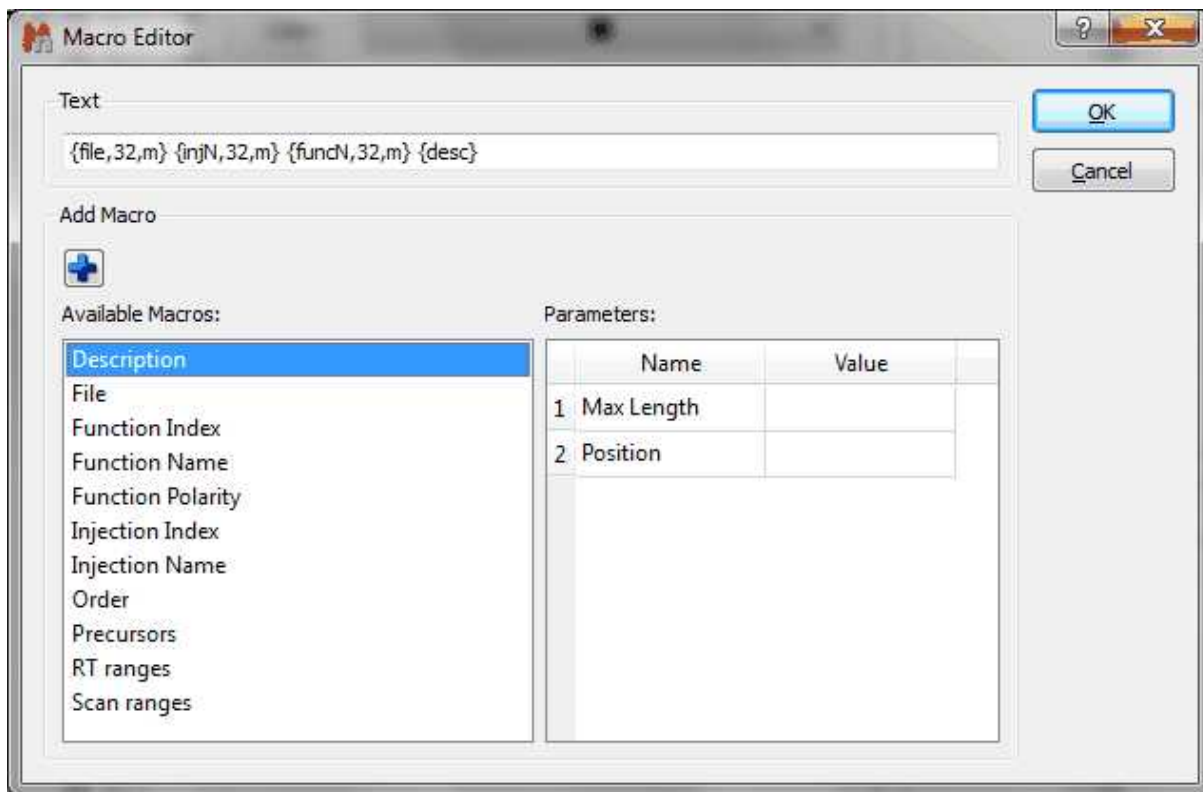 Macro Editor
?
X
Text
OK
{file,32,m} {injN,32,m} {funcN,32,m} {desc}
Cancel
Add Macro
Available Macros:
Parameters:
Description
File
Function Index
Function Name
Function Polarity
Injection Index
Injection Name
Order
Precursors
RT ranges
Scan ranges
Name Value
1 Max Length
2 Position